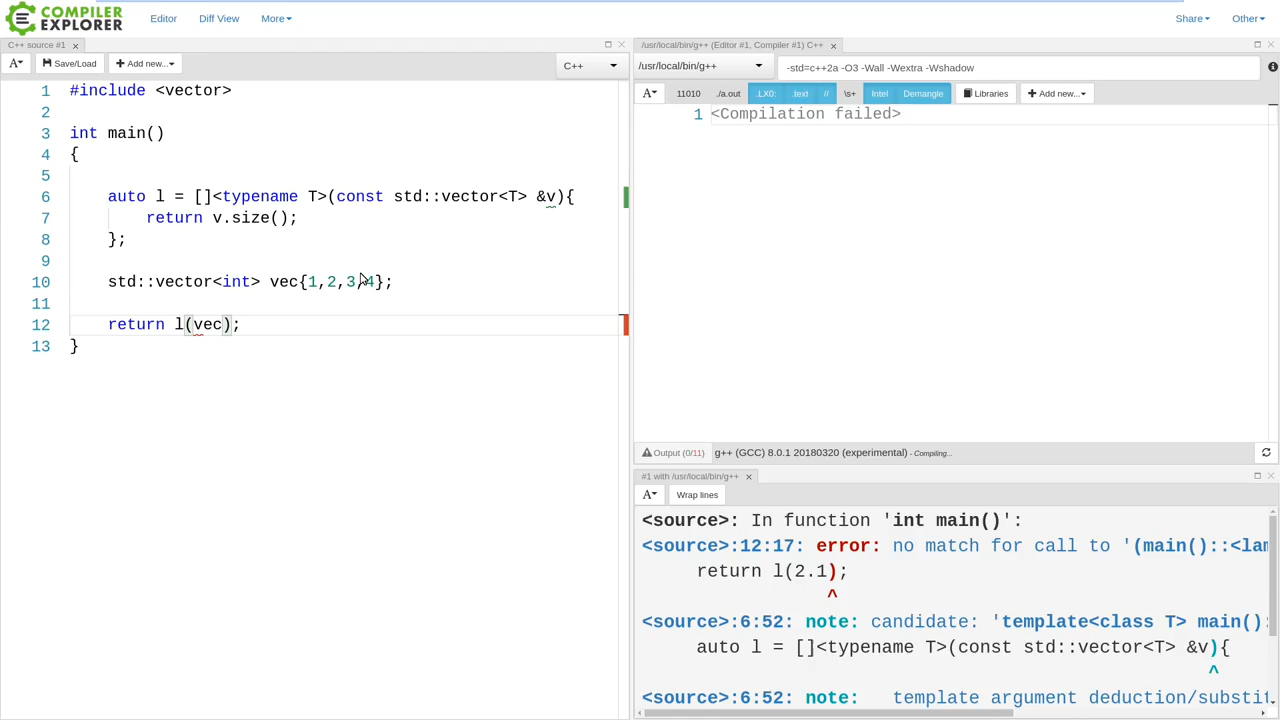 COMPILER
EXPLORER
Editor
Diff View
More
Share
Other
C++ source #1
Save/Load
Add new...
C++
1 #include <vector>
2
3 int main()
4 {
5
6 auto l = []<typename T>(const std::vector<T> &v){
7 return v.size();
8 };
9
10 std::vector<int> vec{1,2,3,4};
11
12 return l(vec);
13 }
/usr/local/bin/g++ (Editor #1, Compiler #1) C++
/usr/local/bin/g++
-std=c++2a -O3 -Wall -Wextra -Wshadow
A 11010 ./a.out .LX0: .text // \s+ Intel Demangle Libraries Add new...
1 <Compilation failed>
Output (0/11) g++ (GCC) 8.0.1 20180320 (experimental) - Compiling...
#1 with /usr/local/bin/g++
A Wrap lines
<source>: In function 'int main()':
<source>:12:17: error: no match for call to '(main()::<lam
return l(2.1);
^
<source>:6:52: note: candidate: 'template<class T> main():
auto l = []<typename T>(const std::vector<T> &v){
^
<source>:6:52: note: template argument deduction/substit